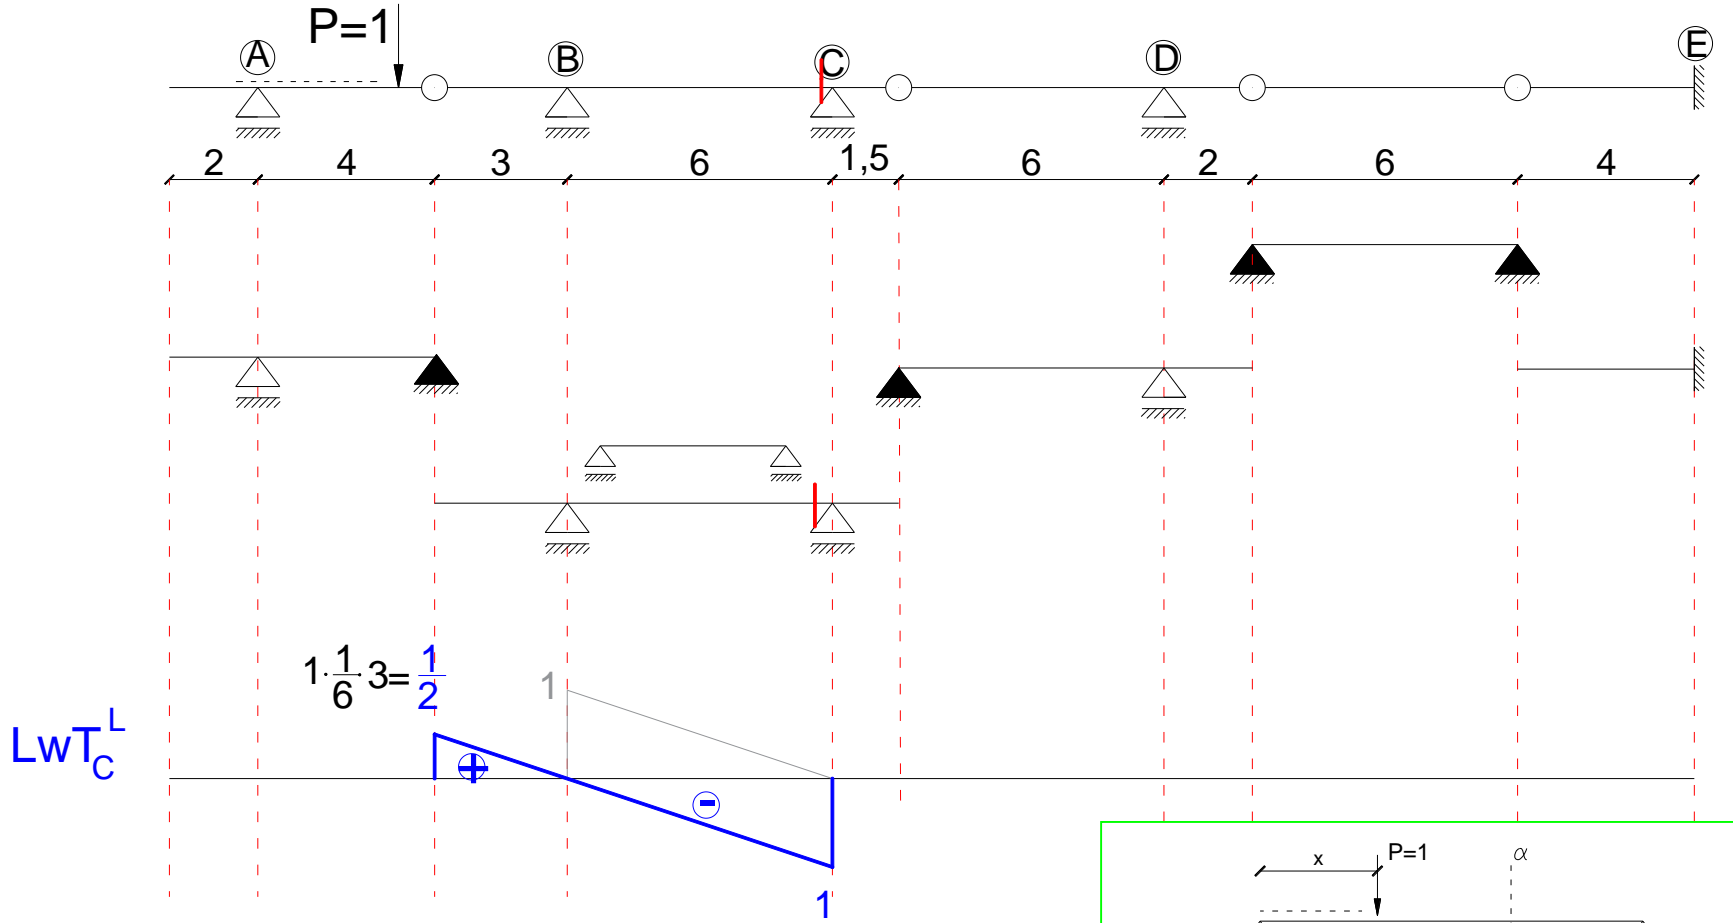 P=1
A B C D E
2 4 3 6 1,5 6 2 6 4
1·1/6·3=1/2
1
LwT_C^L
+
-
1
x P=1 α